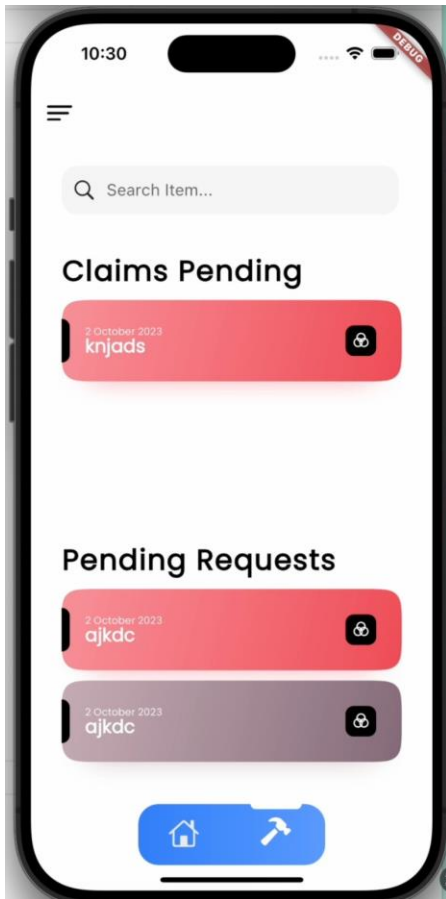 10:30
DEBUG
Search Item...
Claims Pending
2 October 2023
knjads
Pending Requests
2 October 2023
ajkdc
2 October 2023
ajkdc